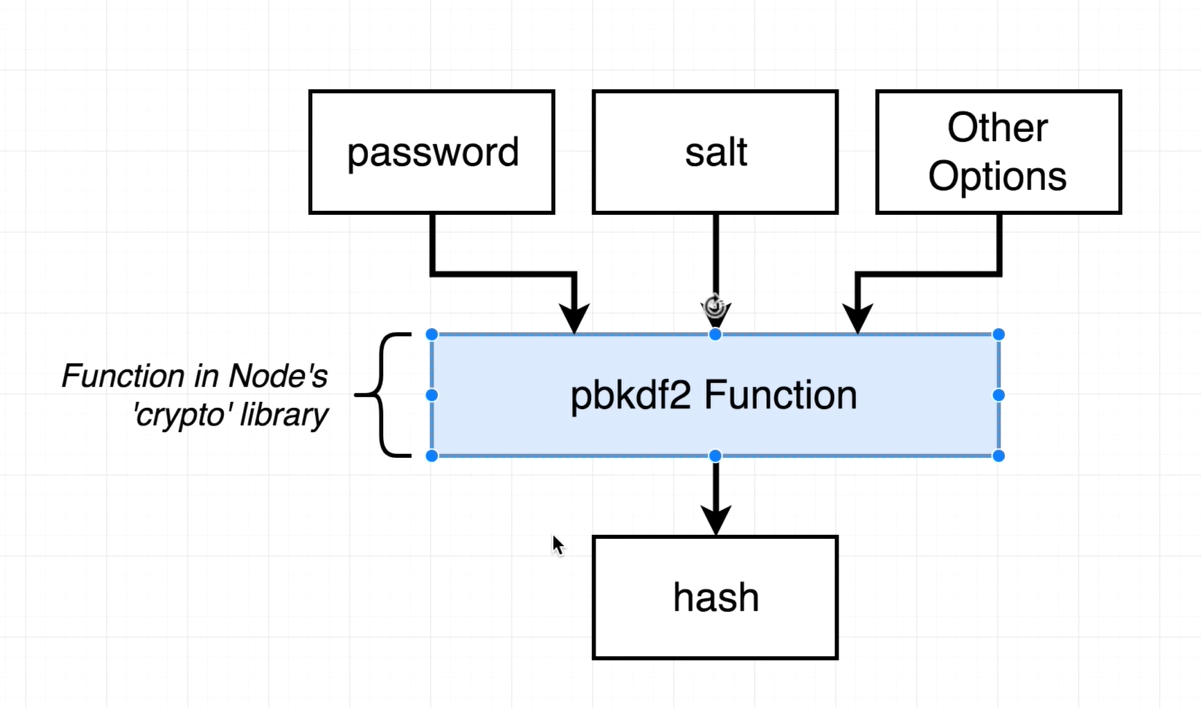 password
salt
Other
Options
Function in Node's
'crypto' library
pbkdf2 Function
hash